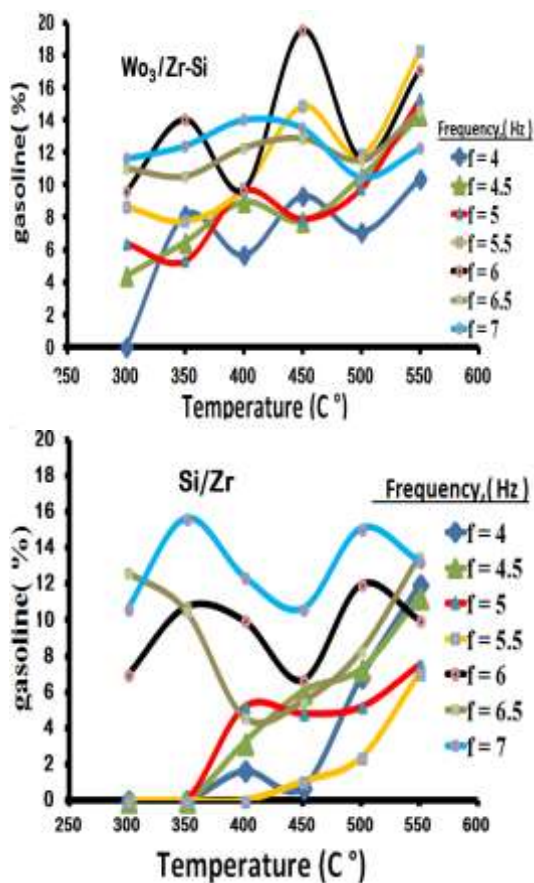 20
18
16
14
12
10
8
6
4
2
0
gasoline( %)
Wo3/Zr-Si
Frequency,( Hz)
f = 4
f = 4.5
f = 5
f = 5.5
f = 6
f = 6.5
f = 7
250 300 350 400 450 500 550 600
Temperature (C °)
20
18
16
14
12
10
8
6
4
2
0
gasoline( %)
Si/Zr
Frequency,( Hz)
f = 4
f = 4.5
f = 5
f = 5.5
f = 6
f = 6.5
f = 7
250 300 350 400 450 500 550 600
Temperature (C °)